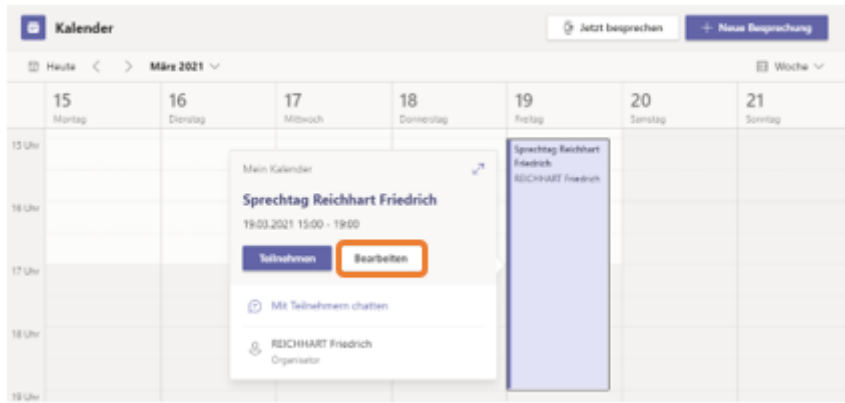 Kalender
Jetzt besprechen
+ Neue Besprechung
Heute
März 2021
Woche
15
Montag
16
Dienstag
17
Mittwoch
18
Donnerstag
19
Freitag
20
Samstag
21
Sonntag
15 Uhr
16 Uhr
17 Uhr
18 Uhr
19 Uhr
Sprechtag Reichhart
Friedrich
REICHHART Friedrich
Mein Kalender
Sprechtag Reichhart Friedrich
19.03.2021 15:00 - 19:00
Teilnehmen
Bearbeiten
Mit Teilnehmern chatten
REICHHART Friedrich
Organisator